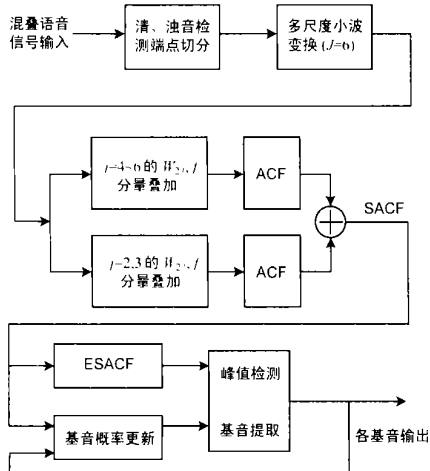 混叠语音
信号输入
清、浊音检
测端点切分
多尺度小波
变换(J=6)
j=4~6 的
分量叠加
ACF
SACF
j=2,3 的
分量叠加
ACF
ESACF
峰值检测
基音提取
基音概率更新
各基音输出